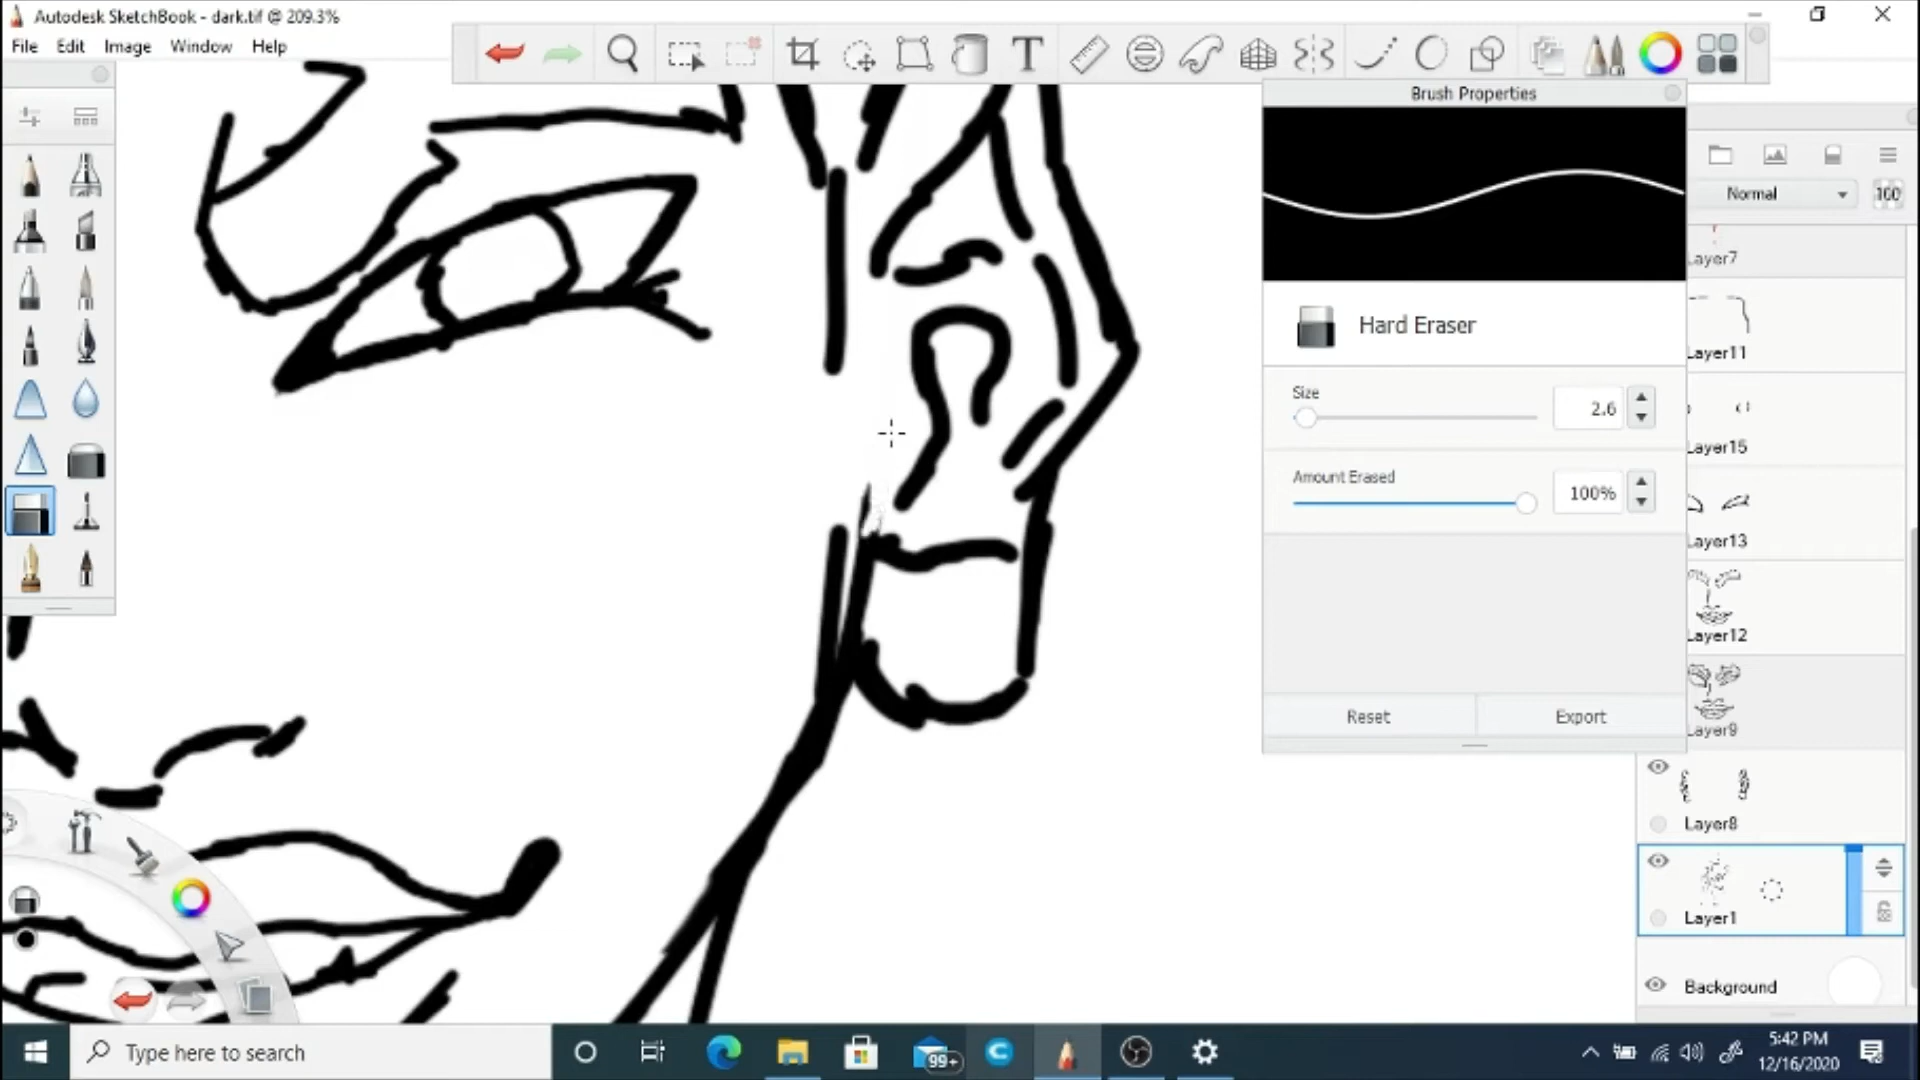 Autodesk SketchBook - dark.tif @ 209.3%
File Edit Image Window Help
T
Brush Properties
Normal 100
Layer7
Hard Eraser
Layer11
Size
2.6
Layer15
Amount Erased
100%
Layer13
Layer12
Reset Export
Layer9
Layer8
Layer1
Background
Type here to search
99+
5:42 PM
12/16/2020